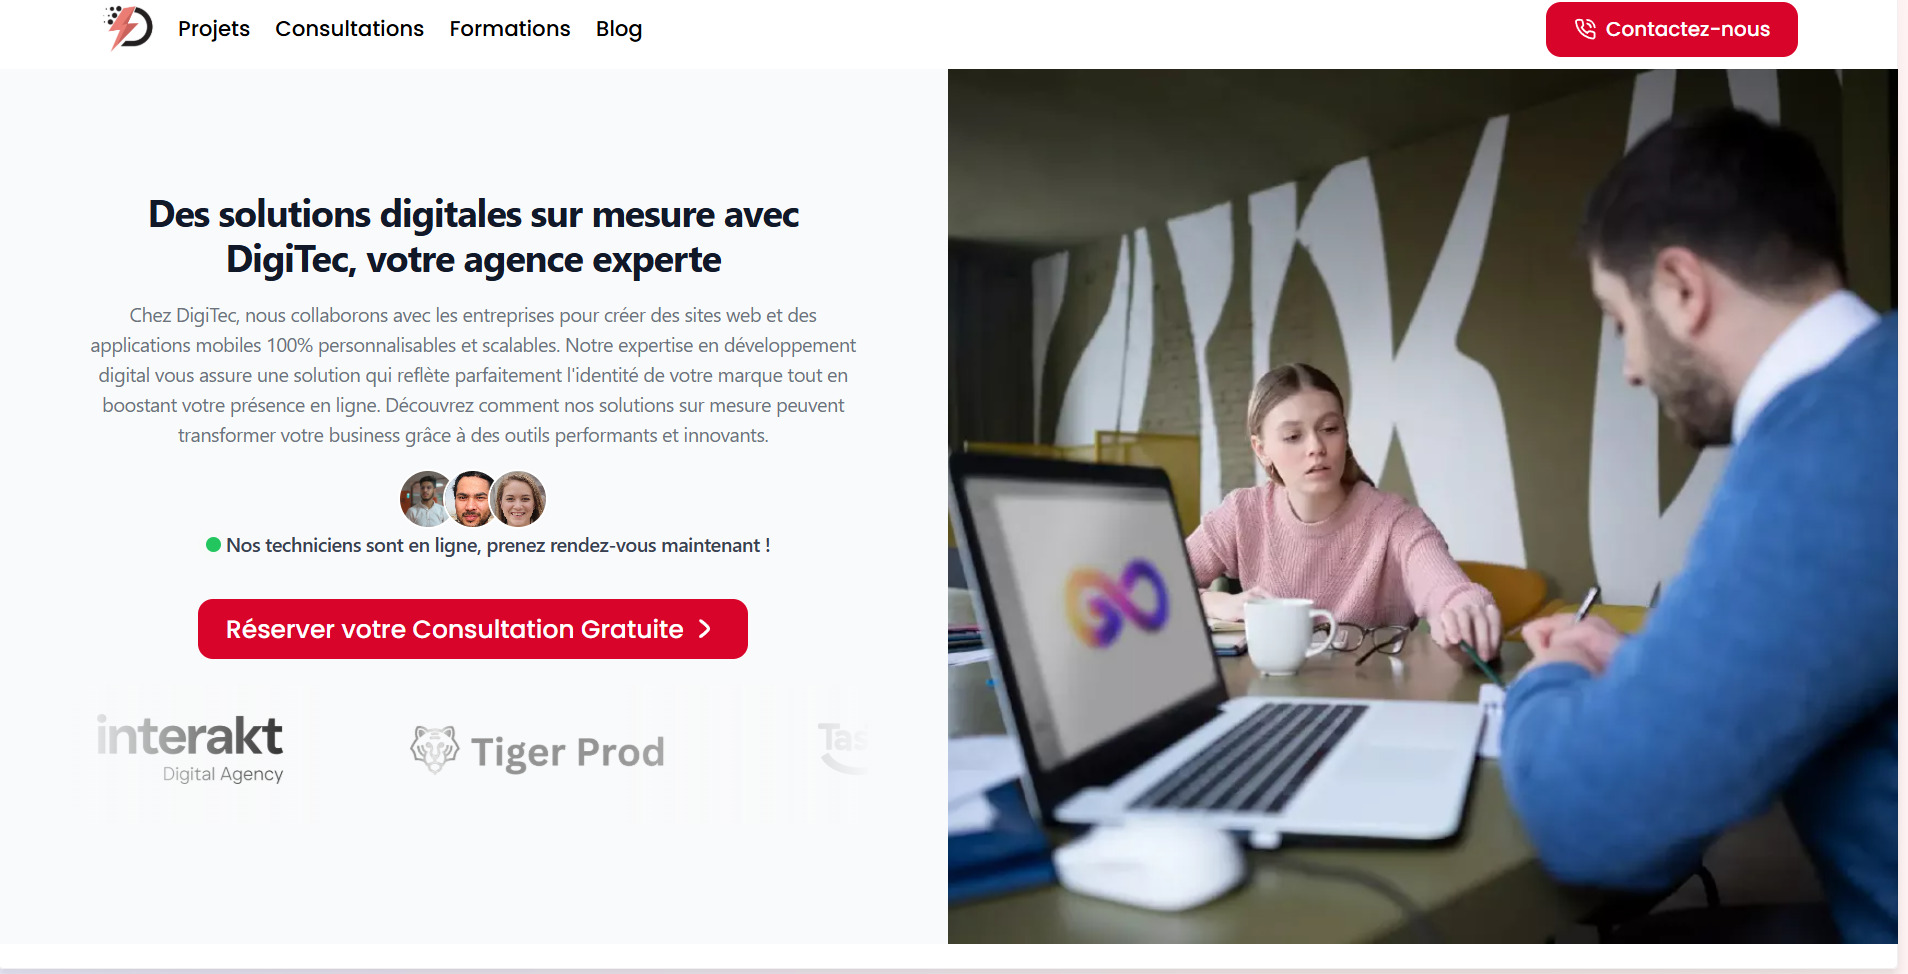 Projets Consultations Formations Blog
Contactez-nous
Des solutions digitales sur mesure avec
DigiTec, votre agence experte
Chez DigiTec, nous collaborons avec les entreprises pour créer des sites web et des
applications mobiles 100% personnalisables et scalables. Notre expertise en développement
digital vous assure une solution qui reflète parfaitement l'identité de votre marque tout en
boostant votre présence en ligne. Découvrez comment nos solutions sur mesure peuvent
transformer votre business grâce à des outils performants et innovants.
Nos techniciens sont en ligne, prenez rendez-vous maintenant !
Réserver votre Consultation Gratuite
interakt
Digital Agency
Tiger Prod